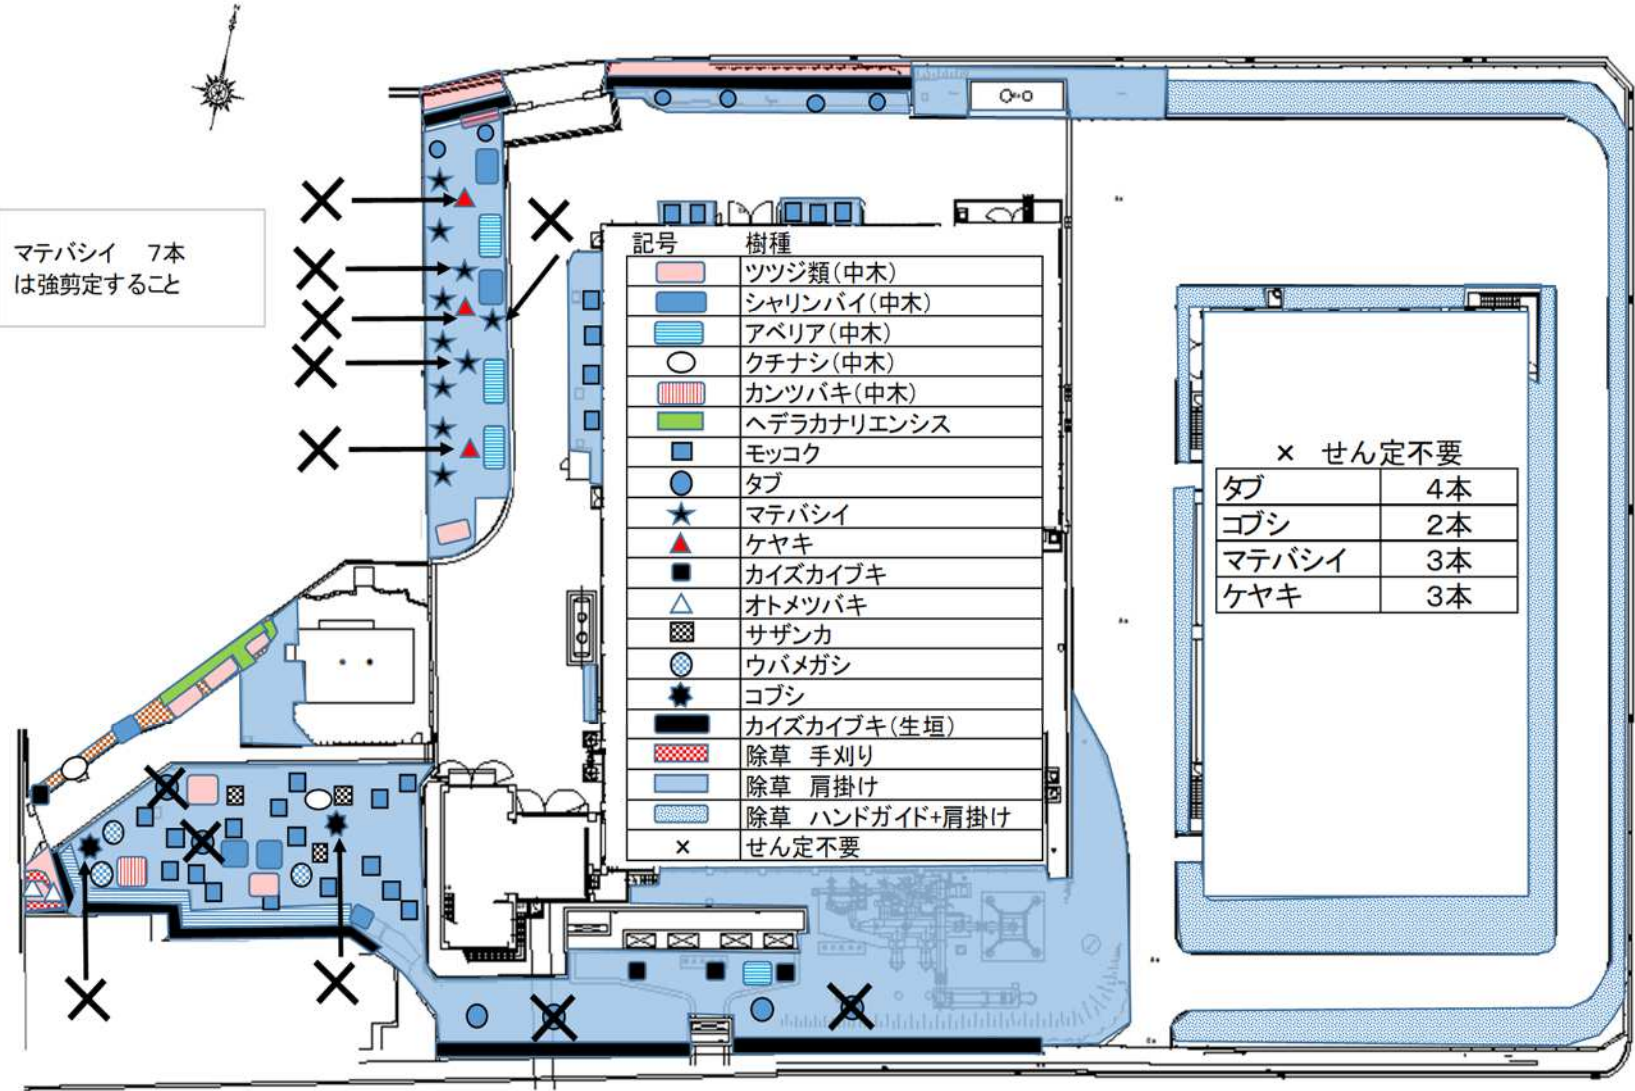 マテバシイ 7本
は強剪定すること
記号 樹種
ツツジ類(中木)
シャリンバイ(中木)
アベリア(中木)
クチナシ(中木)
カンツバキ(中木)
ヘデラカナリエンシス
モッコク
タブ
マテバシイ
ケヤキ
カイズカイブキ
オトメツバキ
サザンカ
ウバメガシ
コブシ
カイズカイブキ(生垣)
除草 手刈り
除草 肩掛け
除草 ハンドガイド+肩掛け
× せん定不要
× せん定不要
タブ 4本
コブシ 2本
マテバシイ 3本
ケヤキ 3本